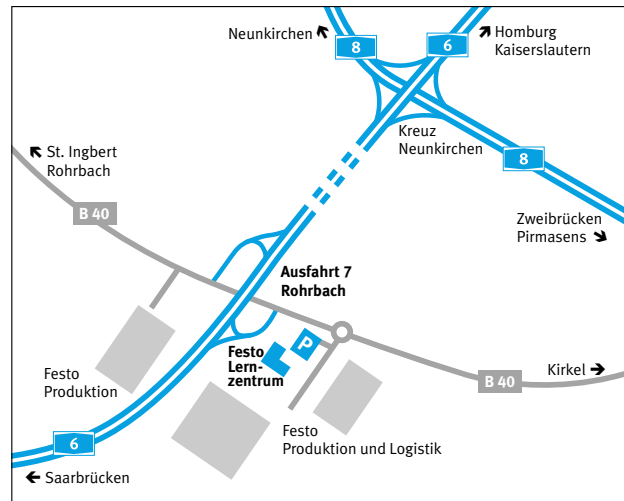 Neunkirchen
8
6
Homburg
Kaiserslautern
Kreuz
Neunkirchen
8
St. Ingbert
Rohrbach
B 40
Zweibrücken
Pirmasens
Ausfahrt 7
Rohrbach
P
Festo
Lern-
zentrum
Festo
Produktion
Kirkel
B 40
Festo
Produktion und Logistik
6
Saarbrücken